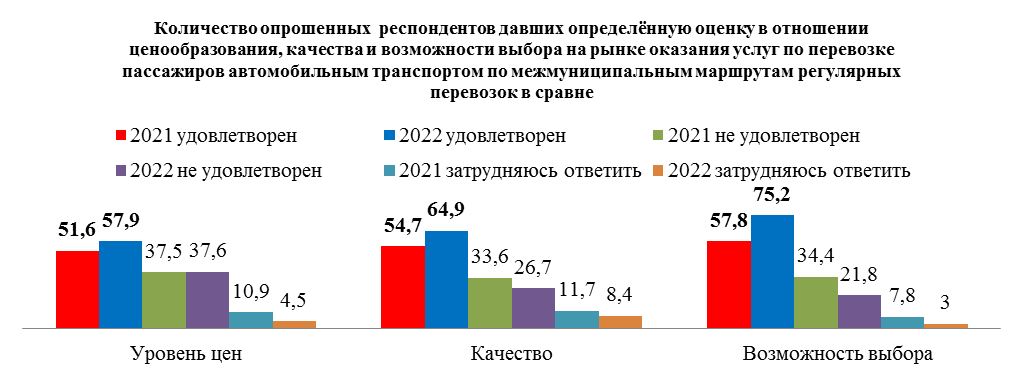 Количество опрошенных респондентов давших определённую оценку в отношении
ценообразования, качества и возможности выбора на рынке оказания услуг по перевозке
пассажиров автомобильным транспортом по межмуниципальным маршрутам регулярных
перевозок в сравне
2021 удовлетворен 2022 удовлетворен 2021 не удовлетворен
2022 не удовлетворен 2021 затрудняюсь ответить 2022 затрудняюсь ответить
51,6 57,9 37,5 37,6 10,9 4,5
54,7 64,9 33,6 26,7 11,7 8,4
57,8 75,2 34,4 21,8 7,8 3
Уровень цен Качество Возможность выбора